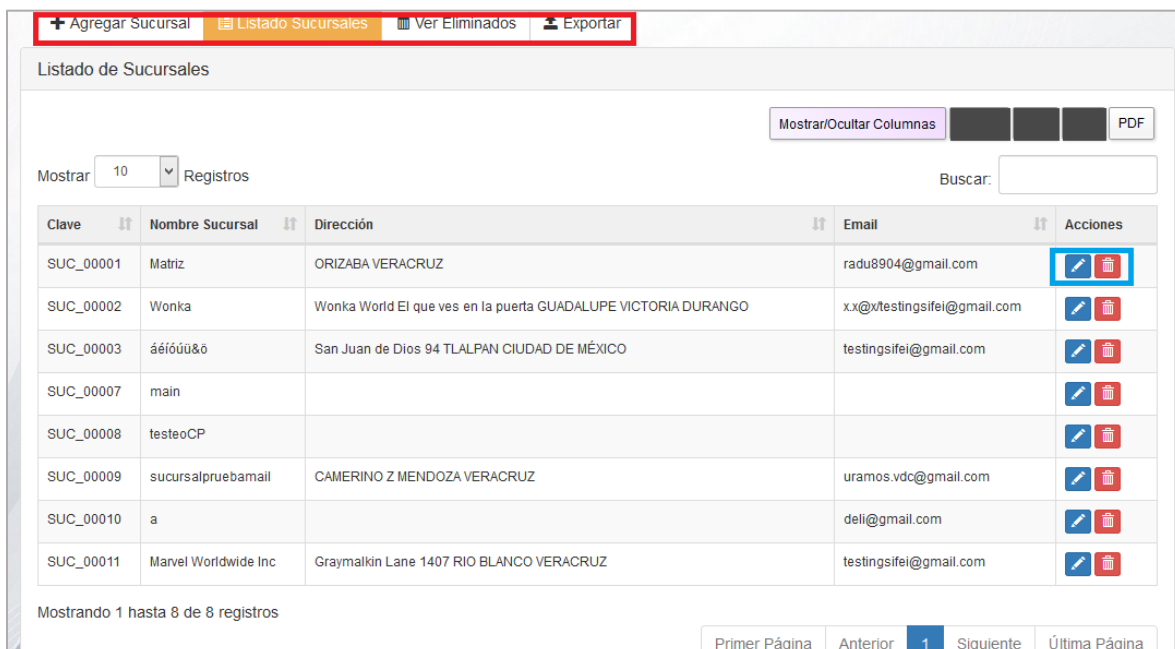 Agregar Sucursal Listado Sucursales Ver Eliminados Exportar
Listado de Sucursales
Mostrar/Ocultar Columnas PDF
Mostrar 10 Registros Buscar:
Clave Nombre Sucursal Dirección Email Acciones
SUC_00001 Matriz ORIZABA VERACRUZ radu8904@gmail.com
SUC_00002 Wonka Wonka World El que ves en la puerta GUADALUPE VICTORIA DURANGO x.x@x/testingsifei@gmail.com
SUC_00003 áéíóúü&ö San Juan de Dios 94 TLALPAN CIUDAD DE MÉXICO testingsifei@gmail.com
SUC_00007 main
SUC_00008 testeoCP
SUC_00009 sucursalpruebamail CAMERINO Z MENDOZA VERACRUZ uramos.vdc@gmail.com
SUC_00010 a deli@gmail.com
SUC_00011 Marvel Worldwide Inc Graymalkin Lane 1407 RIO BLANCO VERACRUZ testingsifei@gmail.com
Mostrando 1 hasta 8 de 8 registros
Primer Página Anterior 1 Siguiente Última Página